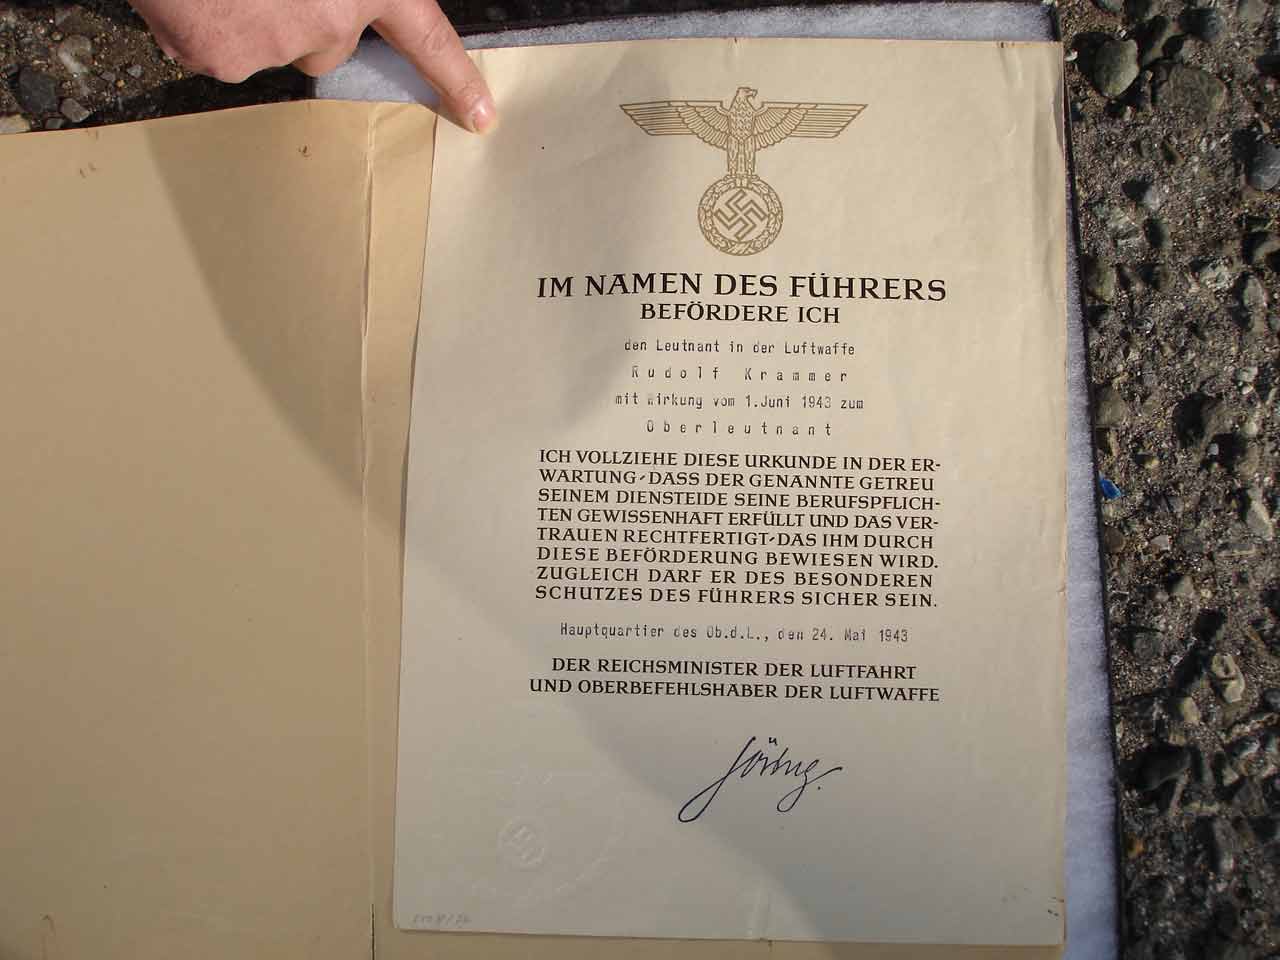 IM NAMEN DES FÜHRERS
BEFÖRDERE ICH
den Leutnant in der Luftwaffe
Rudolf Krammer
mit Wirkung vom 1.Juni 1943 zum
Oberleutnant
ICH VOLLZIEHE DIESE URKUNDE IN DER ER-
WARTUNG, DASS DER GENANNTE GETREU
SEINEM DIENSTEIDE SEINE BERUFSPFLICH-
TEN GEWISSENHAFT ERFÜLLT UND DAS VER-
TRAUEN RECHTFERTIGT, DAS IHM DURCH
DIESE BEFÖRDERUNG BEWIESEN WIRD.
ZUGLEICH DARF ER DES BESONDEREN
SCHUTZES DES FÜHRERS SICHER SEIN.
Hauptquartier des Ob.d.L., den 24. Mai 1943
DER REICHSMINISTER DER LUFTFAHRT
UND OBERBEFEHLSHABER DER LUFTWAFFE
Göring.